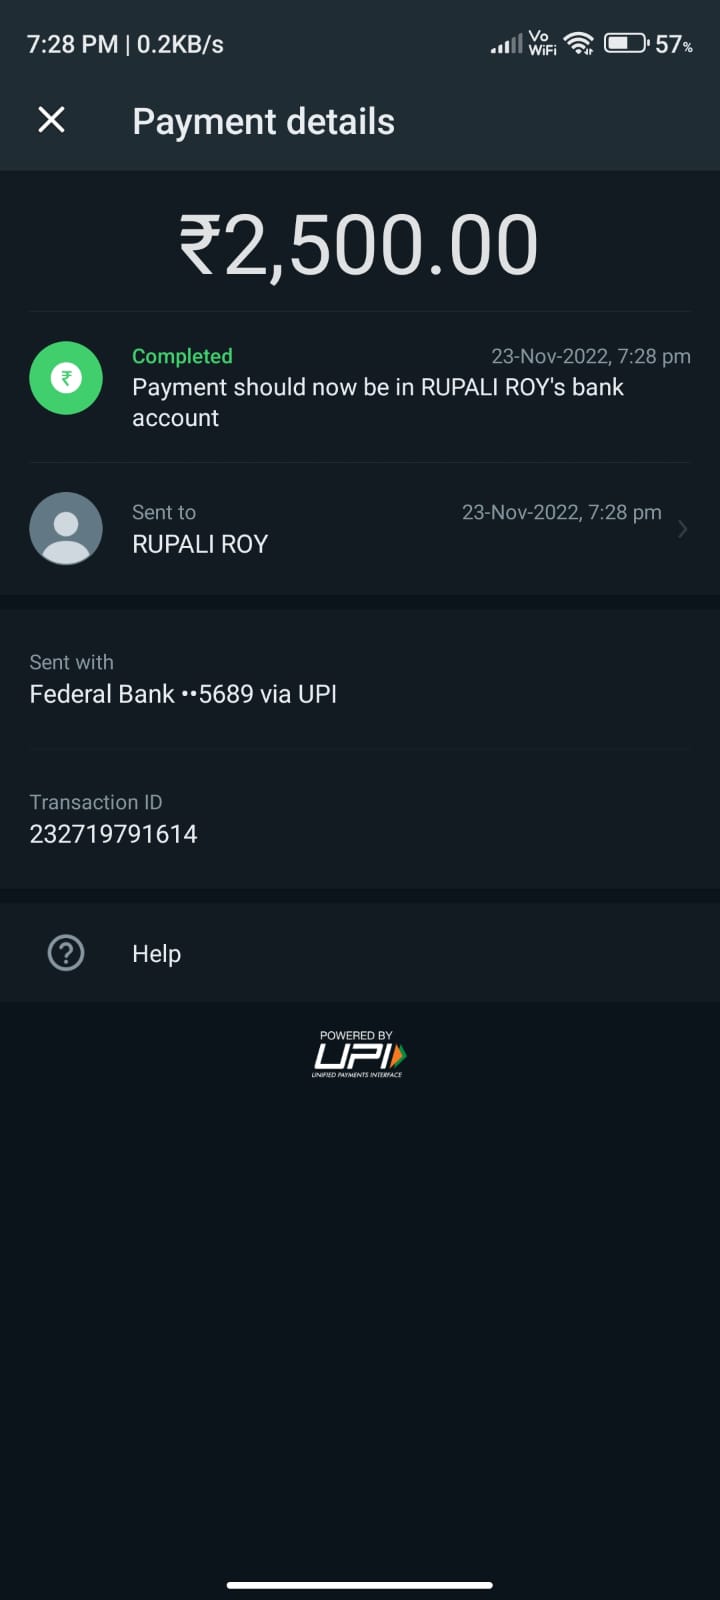 7:28 PM | 0.2KB/s
Vo
WiFi
57%
Payment details
₹2,500.00
Completed
23-Nov-2022, 7:28 pm
₹
Payment should now be in RUPALI ROY's bank
account
Sent to
23-Nov-2022, 7:28 pm
RUPALI ROY
Sent with
Federal Bank ••5689 via UPI
Transaction ID
232719791614
?
Help
POWERED BY
UPI
UNIFIED PAYMENTS INTERFACE